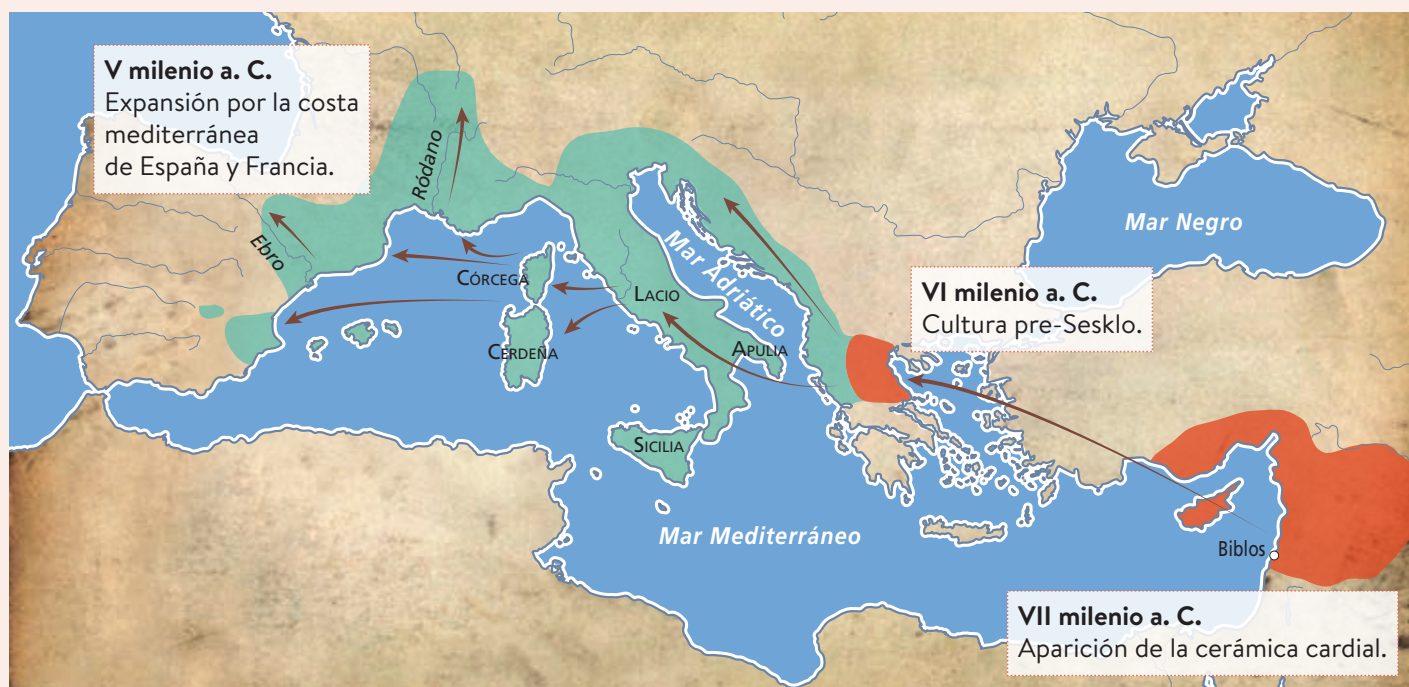 V milenio a. C.
Expansión por la costa
mediterránea
de España y Francia.
Ródano
Ebro
CÓRCEGA
CERDEÑA
LACIO
APULIA
SICILIA
Mar Adriático
Mar Negro
VI milenio a. C.
Cultura pre-Sesklo.
Mar Mediterráneo
Biblos
VII milenio a. C.
Aparición de la cerámica cardial.